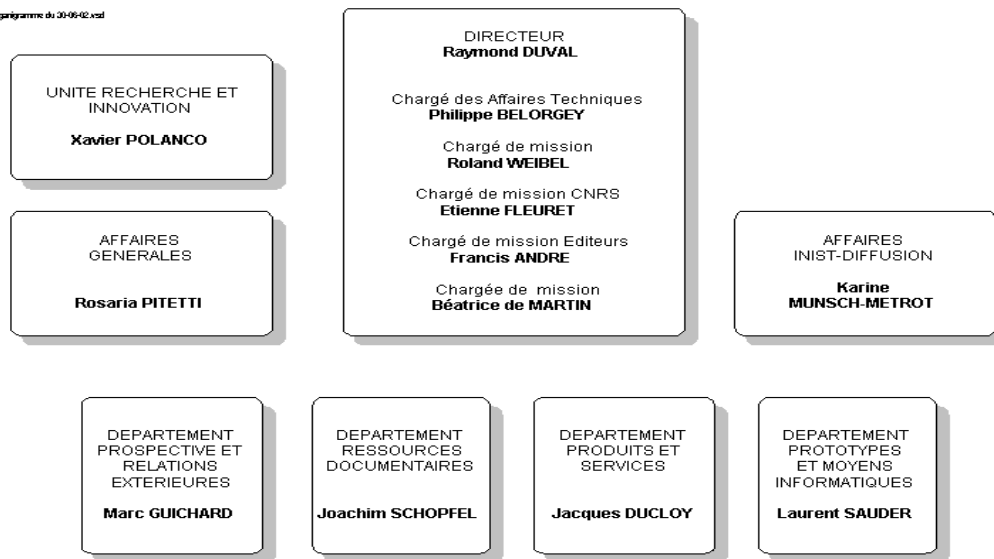 ganigramme du 30-06-02.vsd
DIRECTEUR
Raymond DUVAL
Chargé des Affaires Techniques
Philippe BELORGEY
Chargé de mission
Roland WEIBEL
Chargé de mission CNRS
Etienne FLEURET
Chargé de mission Editeurs
Francis ANDRE
Chargée de mission
Béatrice de MARTIN
UNITE RECHERCHE ET
INNOVATION
Xavier POLANCO
AFFAIRES
GENERALES
Rosaria PITETTI
AFFAIRES
INIST-DIFFUSION
Karine
MUNSCH-METROT
DEPARTEMENT
PROSPECTIVE ET
RELATIONS
EXTERIEURES
Marc GUICHARD
DEPARTEMENT
RESSOURCES
DOCUMENTAIRES
Joachim SCHOPFEL
DEPARTEMENT
PRODUITS ET
SERVICES
Jacques DUCLOY
DEPARTEMENT
PROTOTYPES
ET MOYENS
INFORMATIQUES
Laurent SAUDER